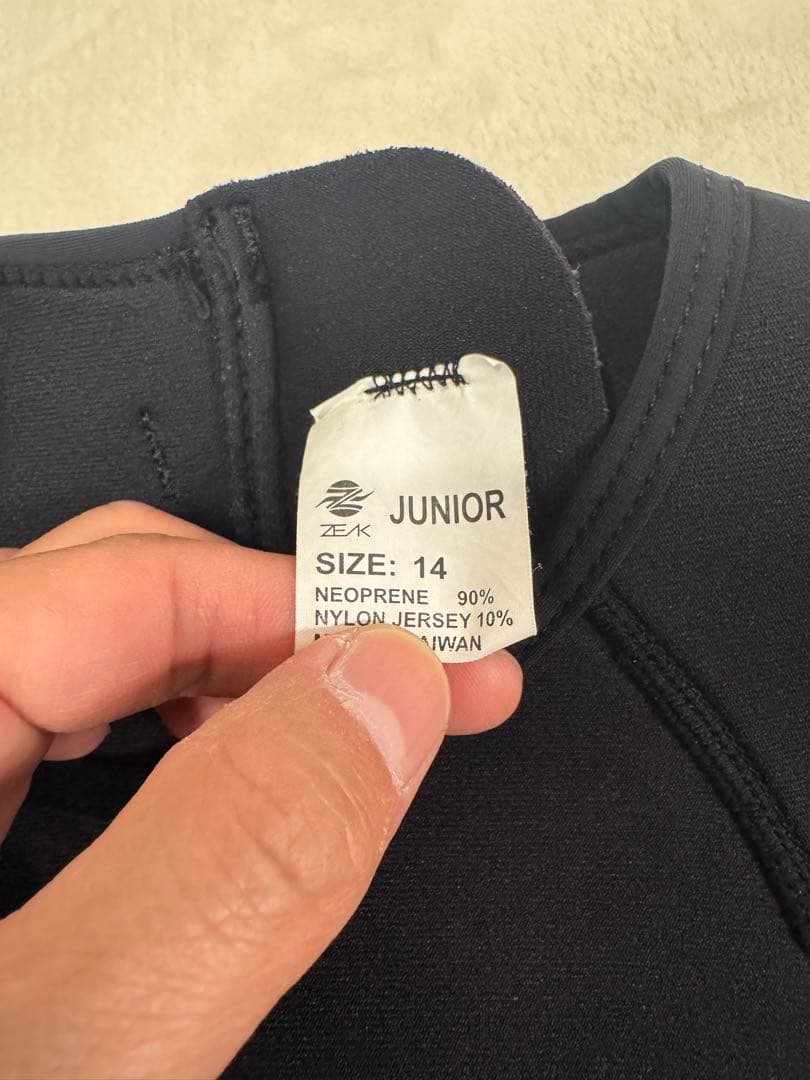 ZEAK JUNIOR
SIZE: 14
NEOPRENE 90%
NYLON JERSEY 10%